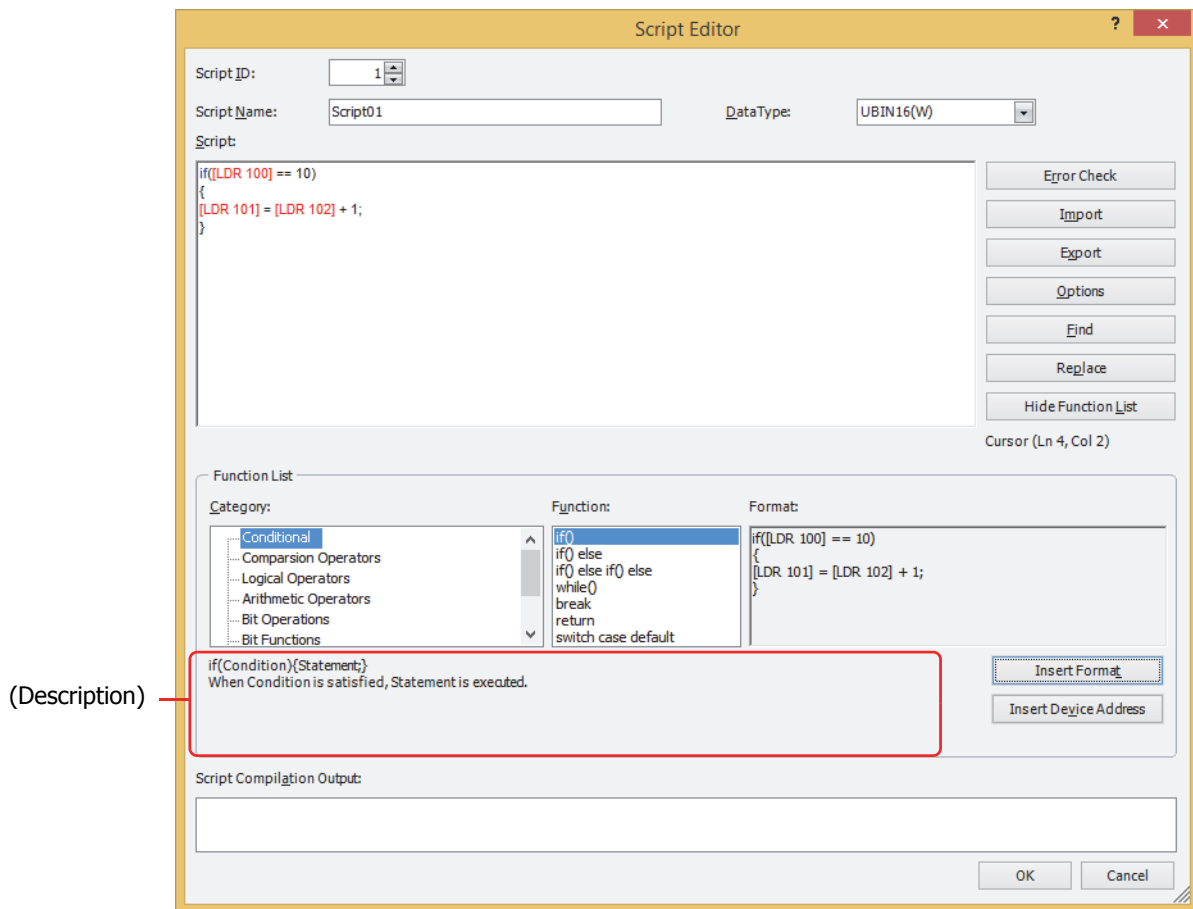 Script Editor
?
×
Script ID:
1
Script Name:
Script01
DataType:
UBIN16(W)
Script:
if([LDR 100] == 10)
{
[LDR 101] = [LDR 102] + 1;
}
Error Check
Import
Export
Options
Find
Replace
Hide Function List
Cursor (Ln 4, Col 2)
Function List
Category:
Conditional
Comparsion Operators
Logical Operators
Arithmetic Operators
Bit Operations
Bit Functions
Function:
if()
if() else
if() else if() else
while()
break
return
switch case default
Format:
if([LDR 100] == 10)
{
[LDR 101] = [LDR 102] + 1;
}
(Description)
if(Condition){Statement;}
When Condition is satisfied, Statement is executed.
Insert Format
Insert Device Address
Script Compilation Output:
OK
Cancel